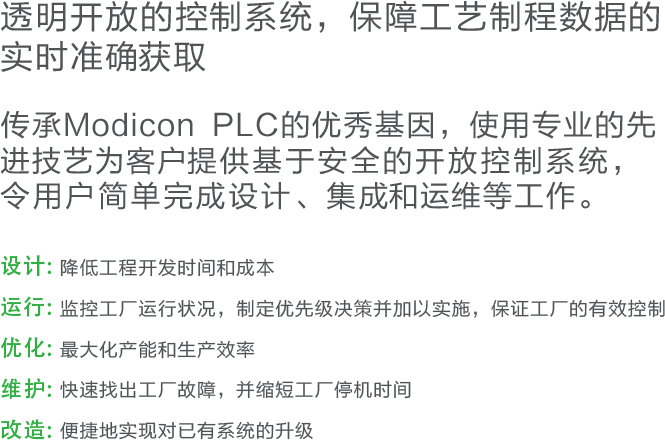 透明开放的控制系统，保障工艺制程数据的
实时准确获取
传承Modicon PLC的优秀基因，使用专业的先
进技艺为客户提供基于安全的开放控制系统，
令用户简单完成设计、集成和运维等工作。
设计: 降低工程开发时间和成本
运行: 监控工厂运行状况，制定优先级决策并加以实施，保证工厂的有效控制
优化: 最大化产能和生产效率
维护: 快速找出工厂故障，并缩短工厂停机时间
改造: 便捷地实现对已有系统的升级